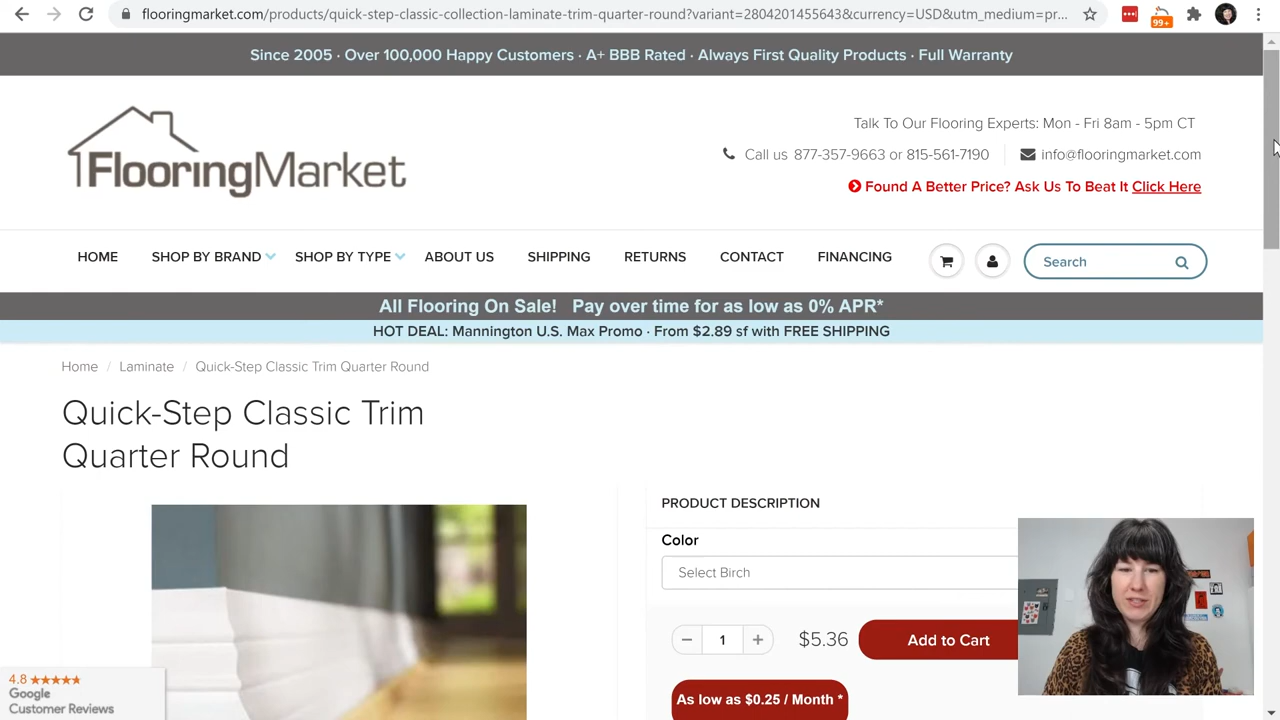 flooringmarket.com/products/quick-step-classic-collection-laminate-trim-quarter-round?variant=2804201455643&currency=USD&utm_medium=pr...
99+
Since 2005 · Over 100,000 Happy Customers · A+ BBB Rated · Always First Quality Products · Full Warranty
FlooringMarket
Talk To Our Flooring Experts: Mon - Fri 8am - 5pm CT
Call us 877-357-9663 or 815-561-7190
info@flooringmarket.com
Found A Better Price? Ask Us To Beat It Click Here
HOME SHOP BY BRAND SHOP BY TYPE ABOUT US SHIPPING RETURNS CONTACT FINANCING
Search
All Flooring On Sale! Pay over time for as low as 0% APR*
HOT DEAL: Mannington U.S. Max Promo · From $2.89 sf with FREE SHIPPING
Home / Laminate / Quick-Step Classic Trim Quarter Round
Quick-Step Classic Trim
Quarter Round
PRODUCT DESCRIPTION
Color
Select Birch
1
$5.36
Add to Cart
As low as $0.25 / Month *
4.8
Google
Customer Reviews